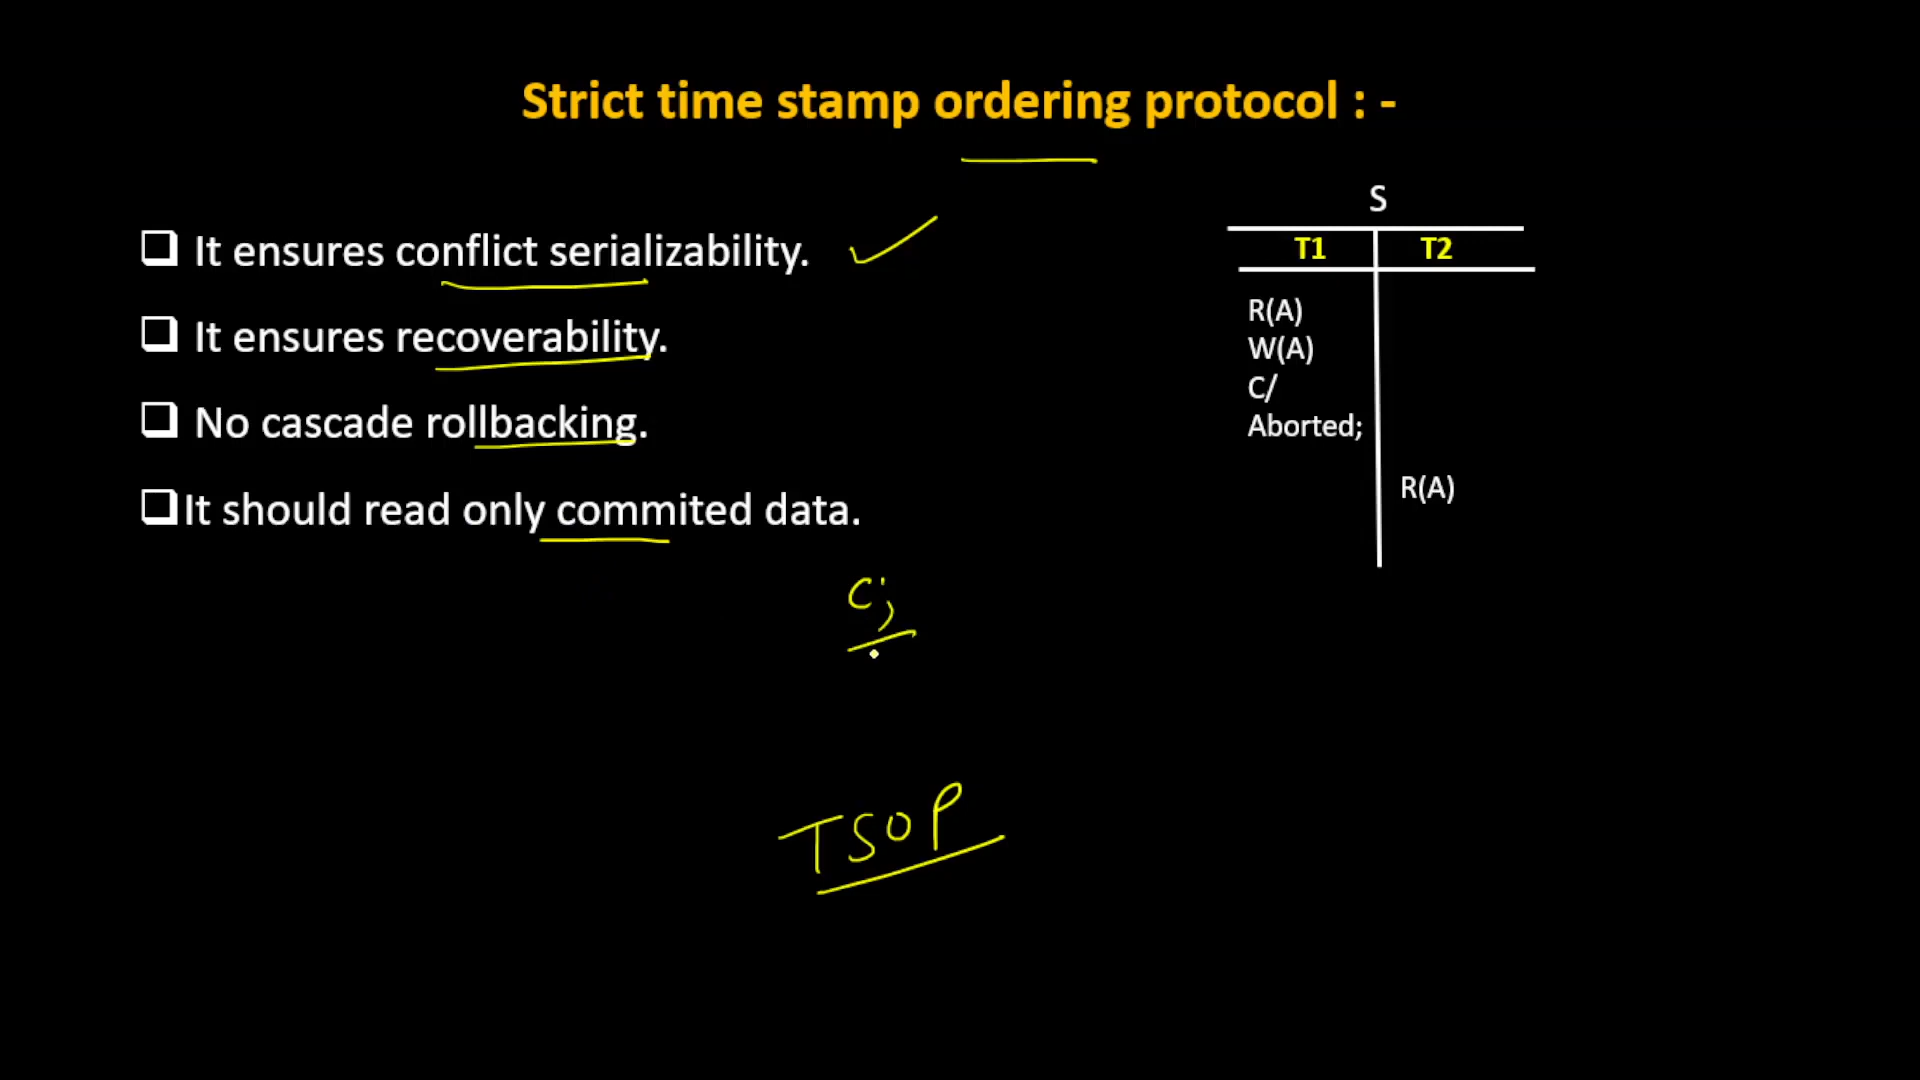 Strict time stamp ordering protocol : -
It ensures conflict serializability.
It ensures recoverability.
No cascade rollbacking.
It should read only commited data.
S
T1 T2
R(A)
W(A)
C/
Aborted;
R(A)
C;
TSOP